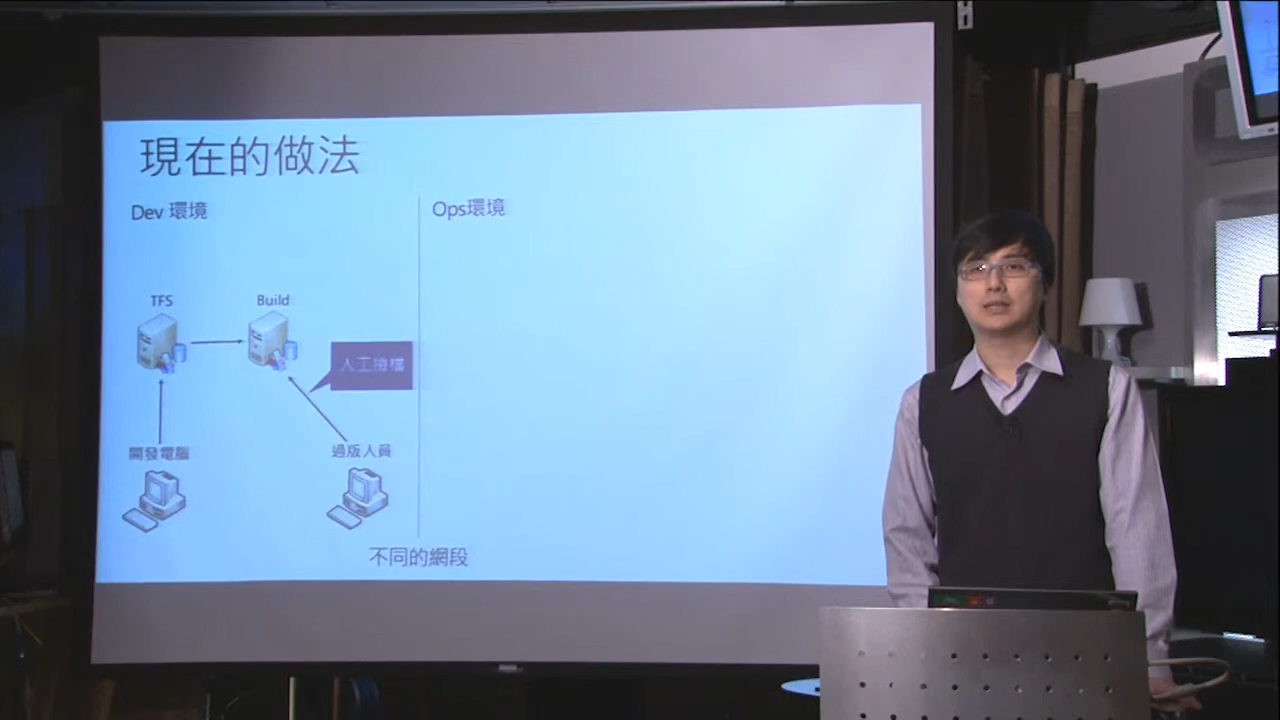 現在的做法
Dev 環境
Ops環境
TFS
Build
人工撿檔
開發電腦
過版人員
不同的網段